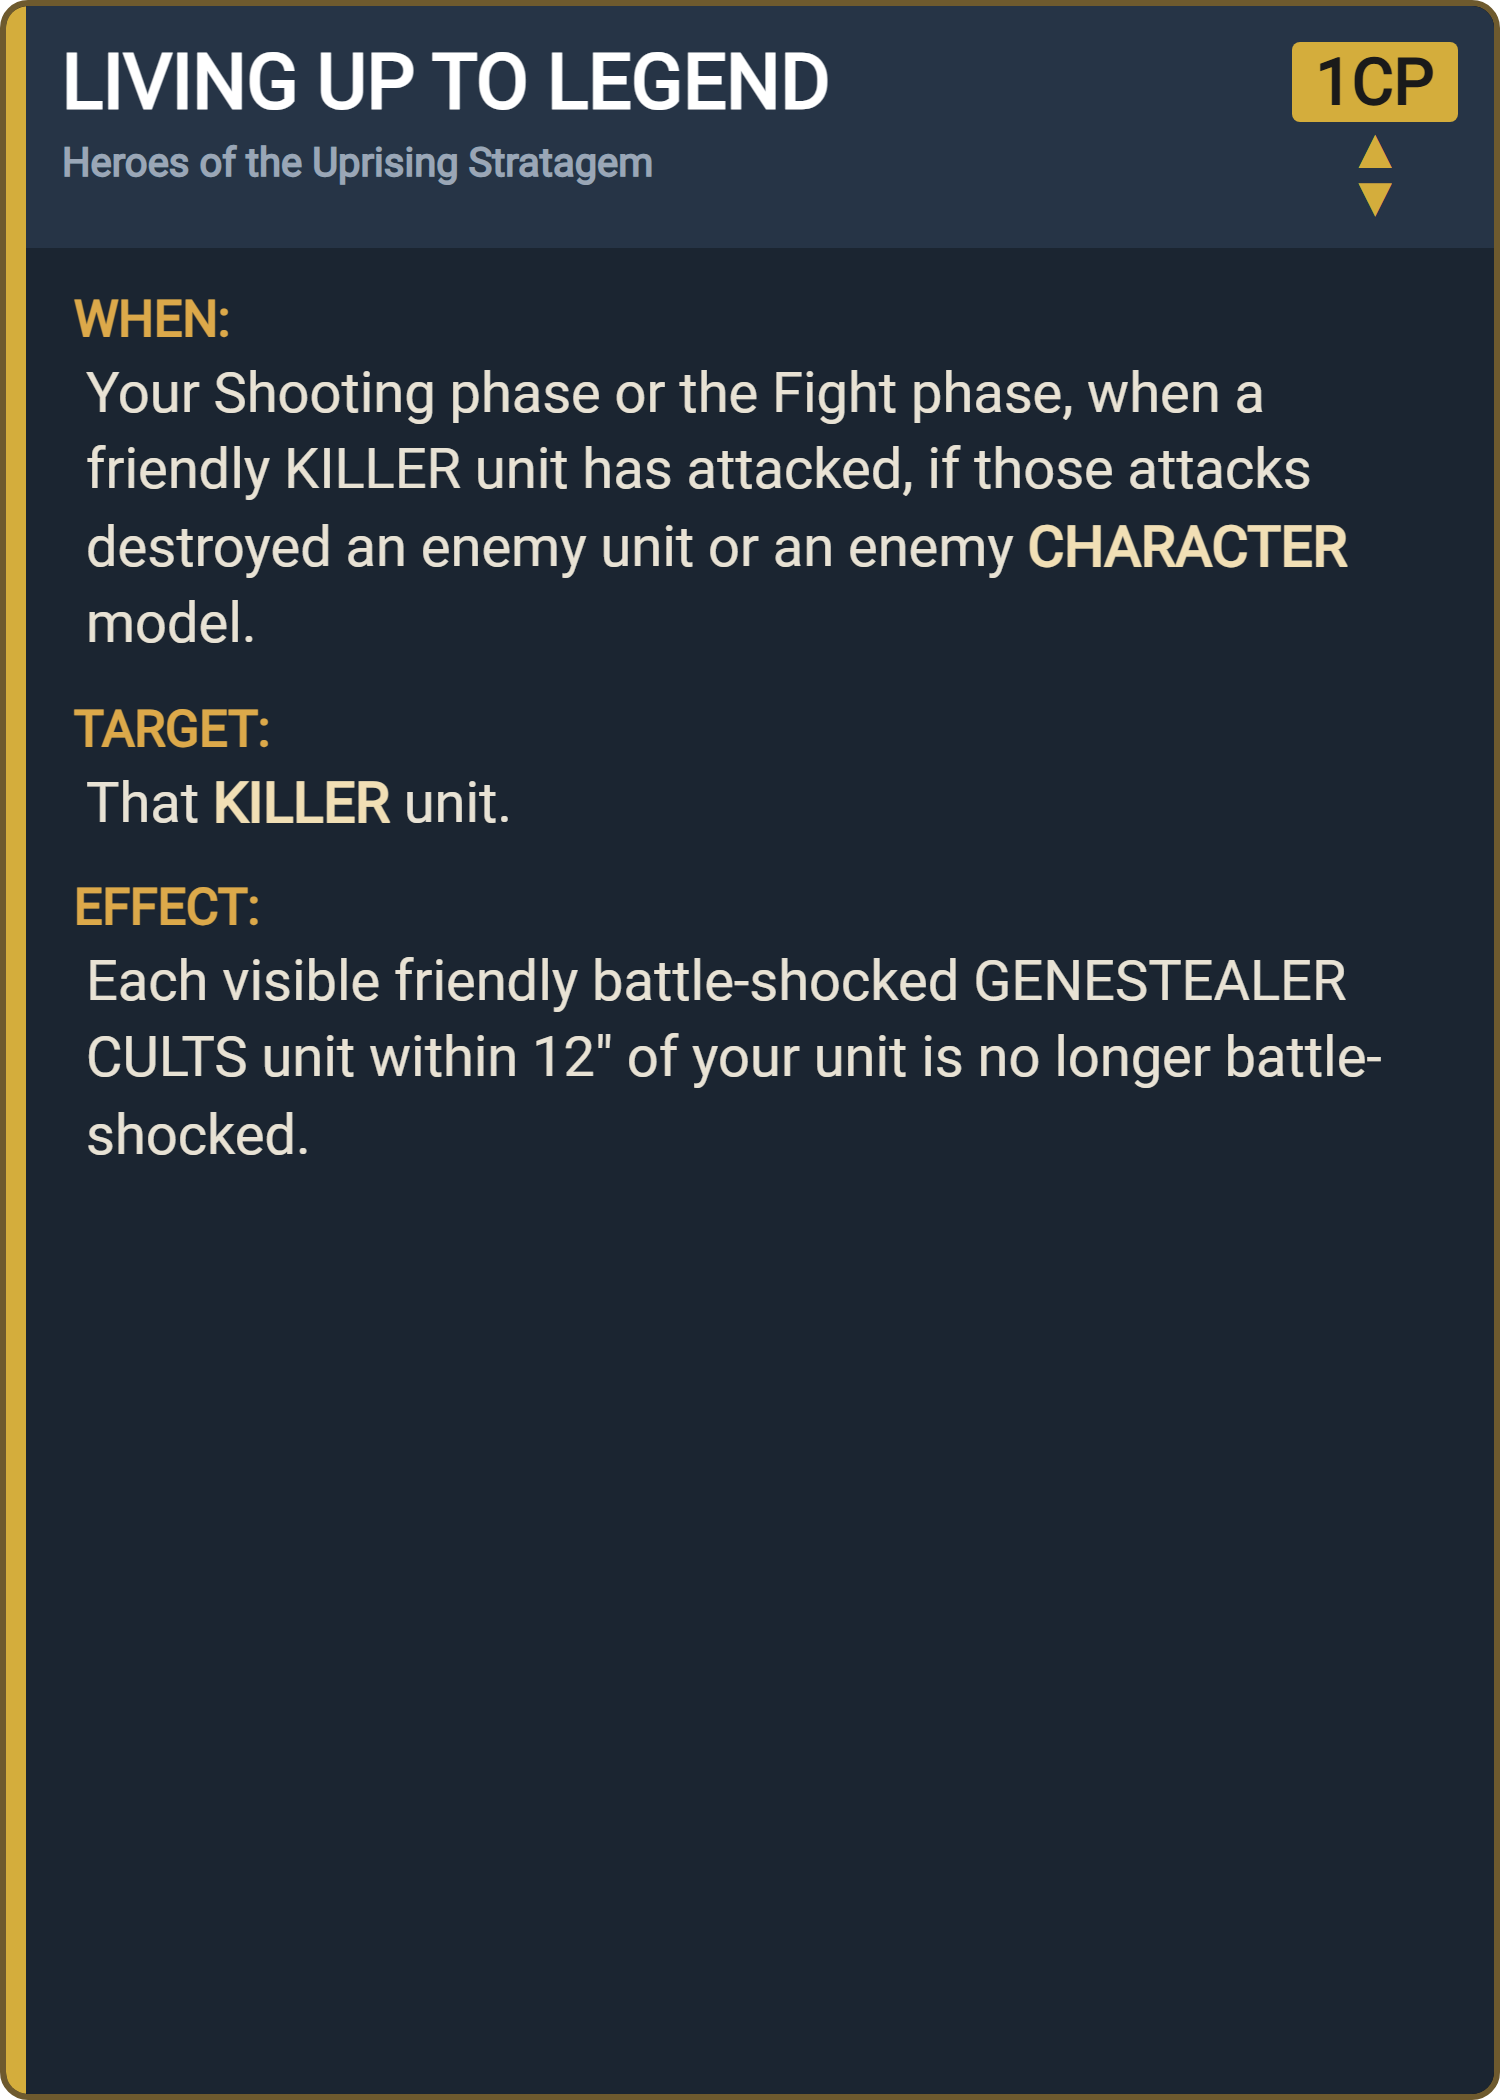 LIVING UP TO LEGEND
1CP
Heroes of the Uprising Stratagem
WHEN:
Your Shooting phase or the Fight phase, when a
friendly KILLER unit has attacked, if those attacks
destroyed an enemy unit or an enemy CHARACTER
model.
TARGET:
That KILLER unit.
EFFECT:
Each visible friendly battle-shocked GENESTEALER
CULTS unit within 12" of your unit is no longer battle-
shocked.